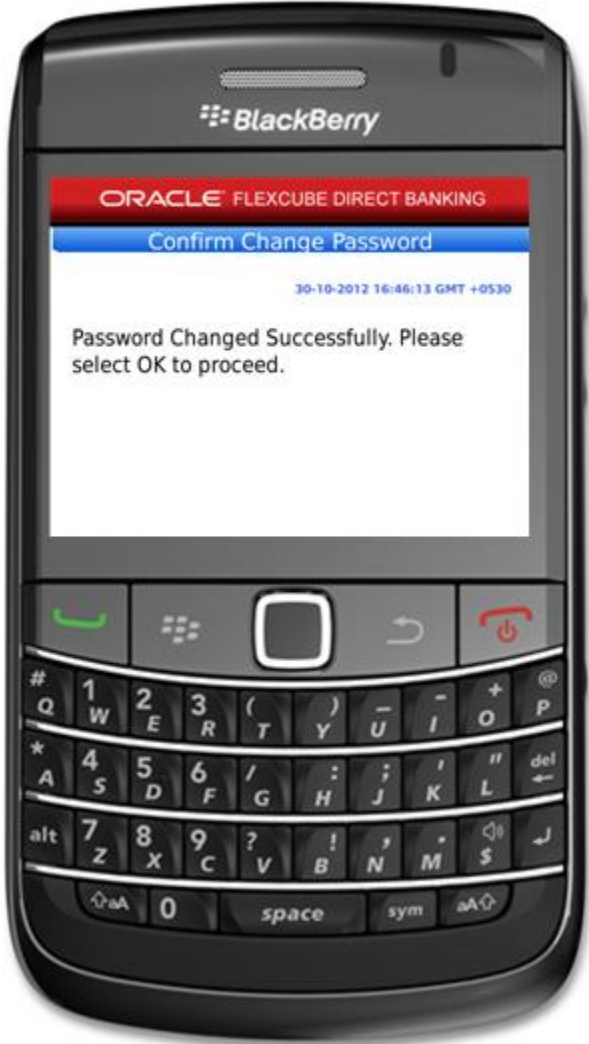 BlackBerry
ORACLE FLEXCUBE DIRECT BANKING
Confirm Change Password
30-10-2012 16:46:13 GMT +0530
Password Changed Successfully. Please
select OK to proceed.
# 1 2 3 ( ) _ - + @
Q W E R T Y U I O P
* 4 5 6 / : ; ' " del
A S D F G H J K L
alt 7 8 9 ? ! , .
Z X C V B N M $
aA 0 space sym aA